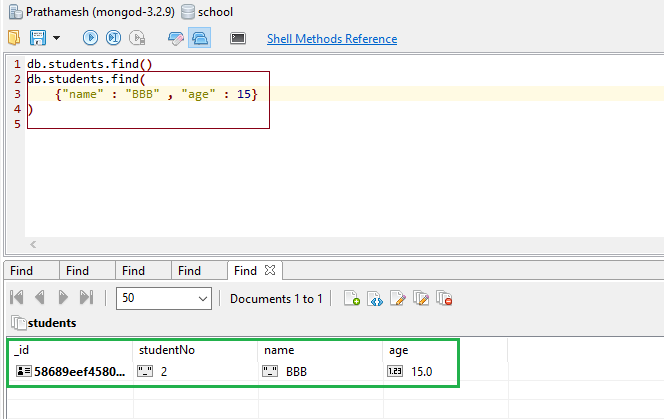 Prathamesh (mongod-3.2.9) school
Shell Methods Reference
1 db.students.find()
2 db.students.find(
3 {"name" : "BBB" , "age" : 15}
4 )
5
Find Find Find Find Find
50 Documents 1 to 1
students
_id studentNo name age
58689eef4580... "_" 2 "_" BBB 1.23 15.0